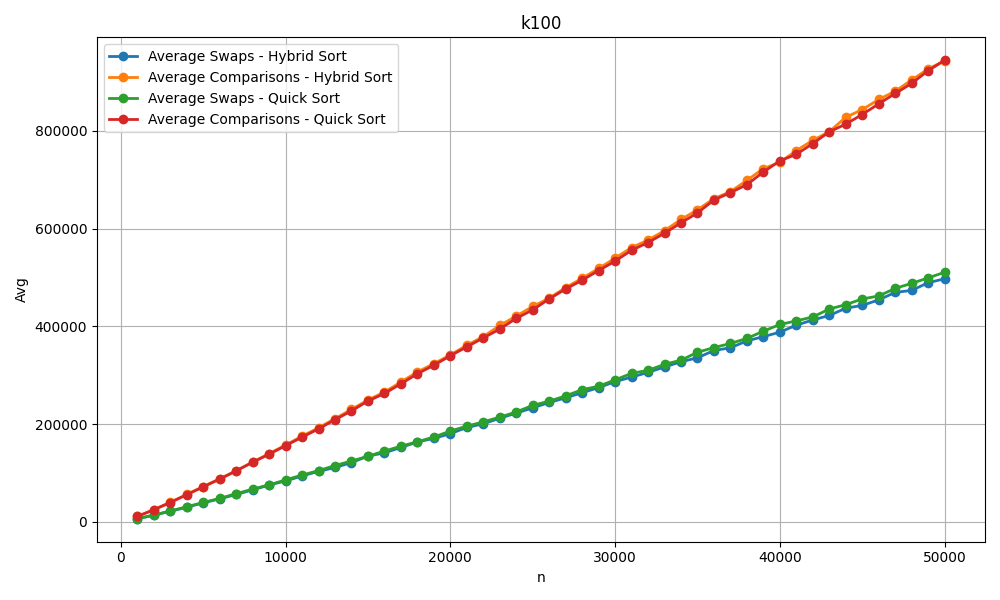 k100
Average Swaps - Hybrid Sort
Average Comparisons - Hybrid Sort
Average Swaps - Quick Sort
Average Comparisons - Quick Sort
Avg
800000
600000
400000
200000
0
0 10000 20000 30000 40000 50000
n